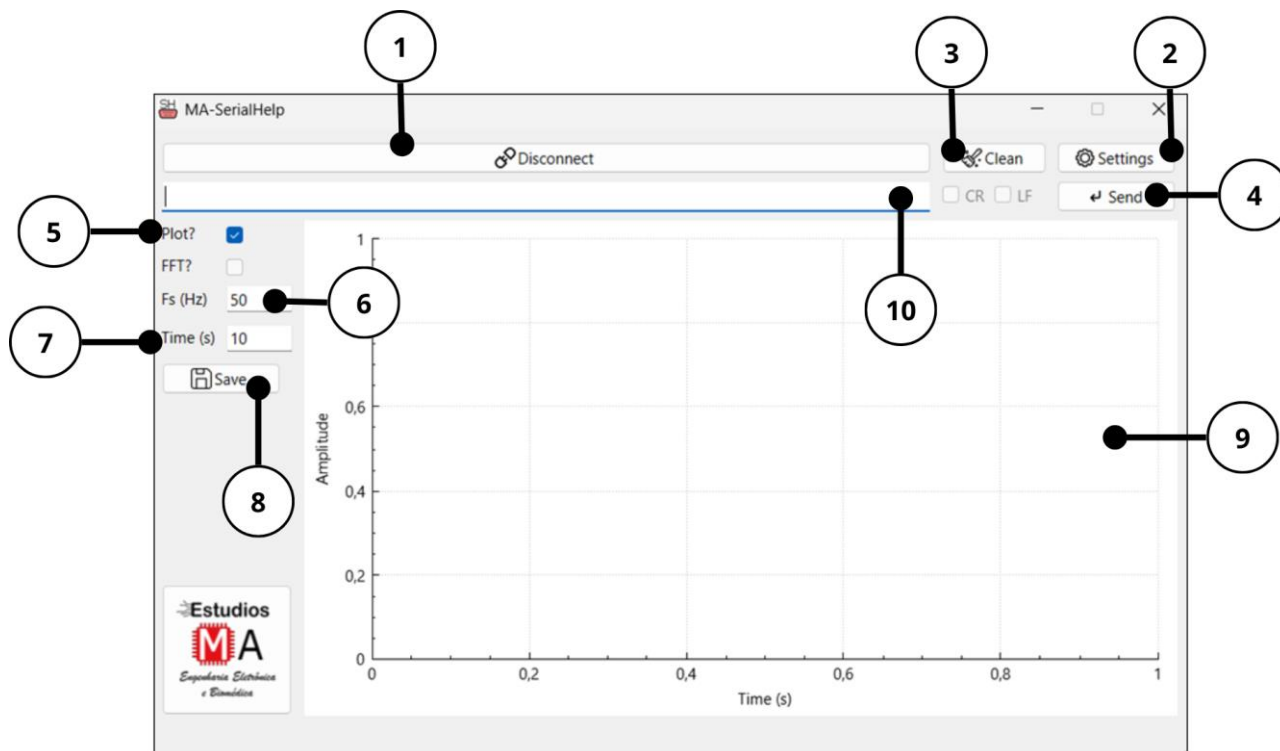 1
3
2
SH MA-SerialHelp
Disconnect
Clean
Settings
CR LF
Send
4
5
Plot?
FFT?
Fs (Hz) 50
6
10
7
Time (s) 10
Save
8
9
1
0,6
0,4
0,2
0
Amplitude
0 0,2 0,4 0,6 0,8 1
Time (s)
Estudios
MA
Engenharia Eletrônica
e Biomédica